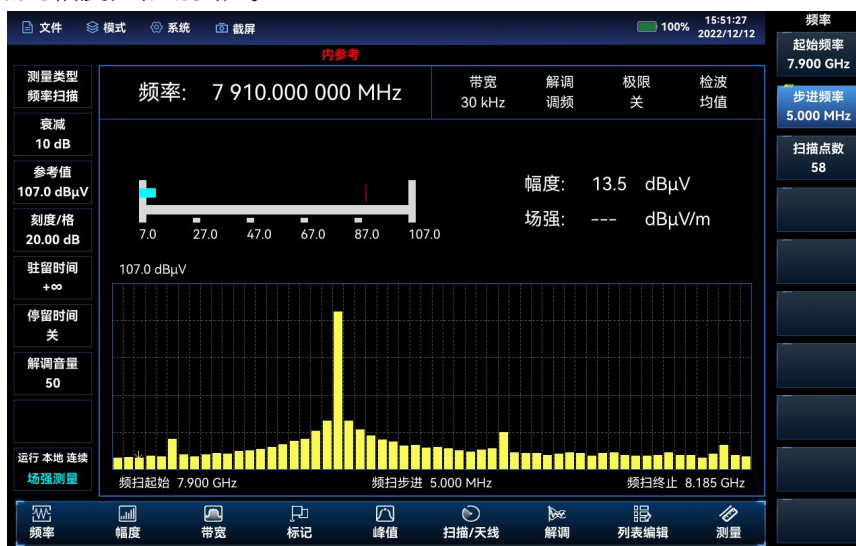 文件 模式 系统 截屏 100% 15:51:27
2022/12/12
内参考
频率
起始频率
7.900 GHz
步进频率
5.000 MHz
扫描点数
58
测量类型
频率扫描
衰减
10 dB
参考值
107.0 dBμV
刻度/格
20.00 dB
驻留时间
+∞
停留时间
关
解调音量
50
运行 本地 连续
场强测量
频率: 7 910.000 000 MHz
带宽 解调 极限 检波
30 kHz 调频 关 均值
幅度: 13.5 dBμV
场强: --- dBμV/m
7.0 27.0 47.0 67.0 87.0 107.0
107.0 dBμV
频扫起始 7.900 GHz 频扫步进 5.000 MHz 频扫终止 8.185 GHz
频率 幅度 带宽 标记 峰值 扫描/天线 解调 列表编辑 测量